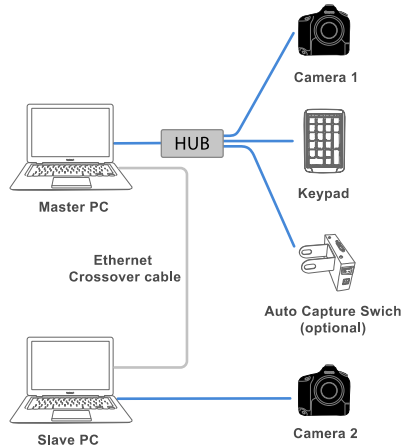 Camera 1
HUB
Keypad
Master PC
Ethernet
Crossover cable
Auto Capture Swich
(optional)
Slave PC
Camera 2